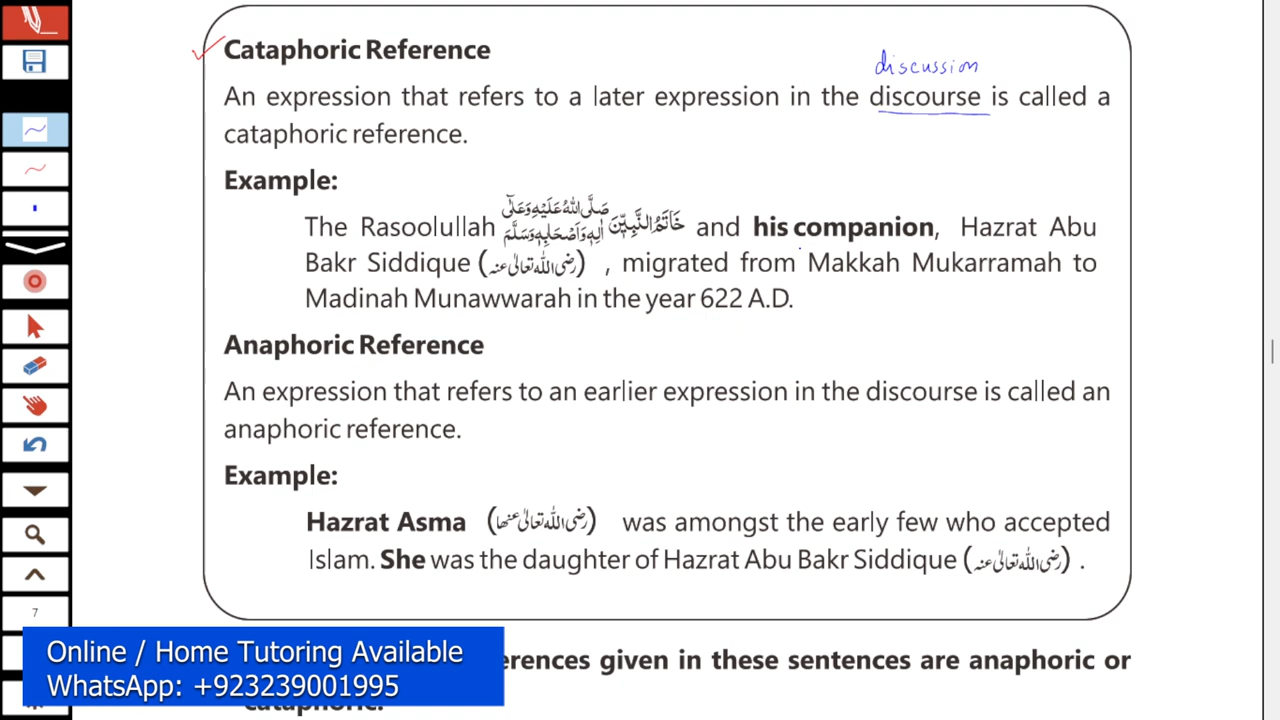 Cataphoric Reference
discussion
An expression that refers to a later expression in the discourse is called a
cataphoric reference.
Example:
The Rasoolullah خَاتَمُ النَّبِیّٖنَ صَلَّی اللّٰهُ عَلَیْهِ وَعَلٰٓی اٰلِهٖ وَاَصْحَابِهٖ وَسَلَّمَ and his companion, Hazrat Abu
Bakr Siddique (رضی اللہ تعالیٰ عنہ) , migrated from Makkah Mukarramah to
Madinah Munawwarah in the year 622 A.D.
Anaphoric Reference
An expression that refers to an earlier expression in the discourse is called an
anaphoric reference.
Example:
Hazrat Asma (رضی اللہ تعالیٰ عنھا) was amongst the early few who accepted
Islam. She was the daughter of Hazrat Abu Bakr Siddique (رضی اللہ تعالیٰ عنہ) .
7
erences given in these sentences are anaphoric or
cataphoric.
Online / Home Tutoring Available
WhatsApp: +923239001995